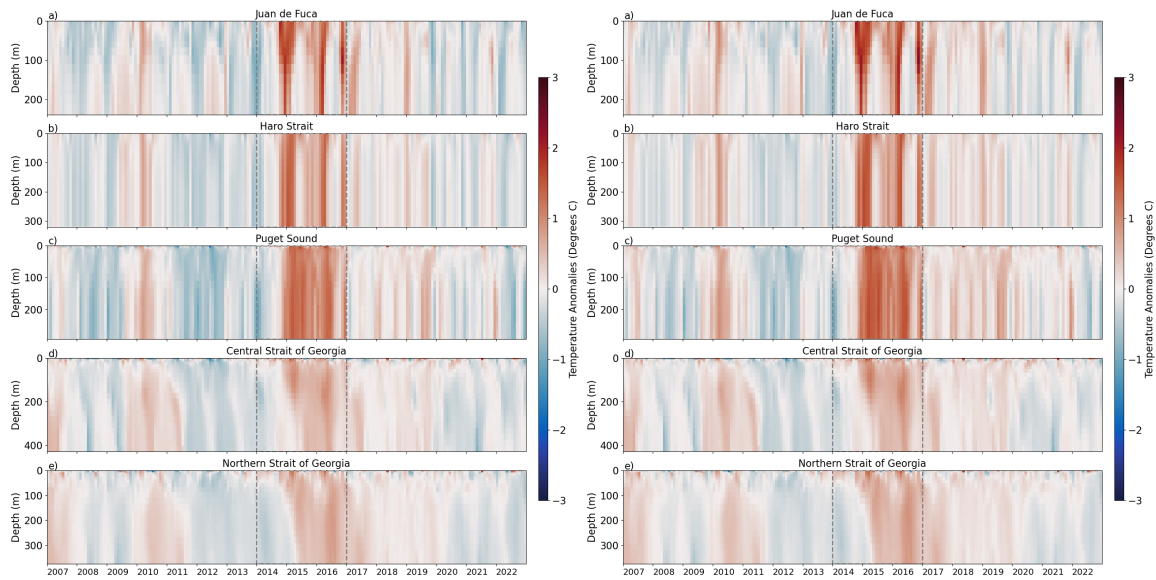 a) Juan de Fuca
0
100
200
Depth (m)
b) Haro Strait
0
100
200
300
Depth (m)
c) Puget Sound
0
100
200
Depth (m)
d) Central Strait of Georgia
0
200
400
Depth (m)
e) Northern Strait of Georgia
0
100
200
300
Depth (m)
2007 2008 2009 2010 2011 2012 2013 2014 2015 2016 2017 2018 2019 2020 2021 2022
3
2
1
0
−1
−2
−3
Temperature Anomalies (Degrees C)
a) Juan de Fuca
0
100
200
Depth (m)
b) Haro Strait
0
100
200
300
Depth (m)
c) Puget Sound
0
100
200
Depth (m)
d) Central Strait of Georgia
0
200
400
Depth (m)
e) Northern Strait of Georgia
0
100
200
300
Depth (m)
2007 2008 2009 2010 2011 2012 2013 2014 2015 2016 2017 2018 2019 2020 2021 2022
3
2
1
0
−1
−2
−3
Temperature Anomalies (Degrees C)